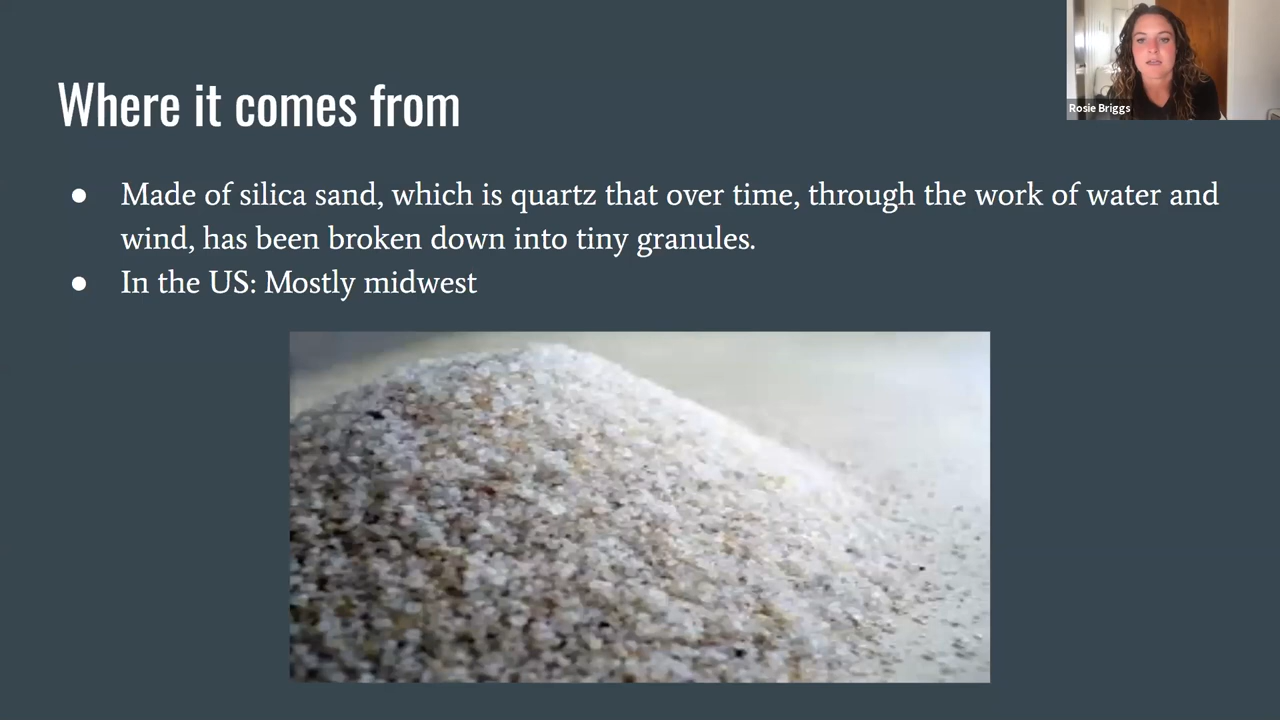 Where it comes from
Rosie Briggs
● Made of silica sand, which is quartz that over time, through the work of water and
wind, has been broken down into tiny granules.
● In the US: Mostly midwest